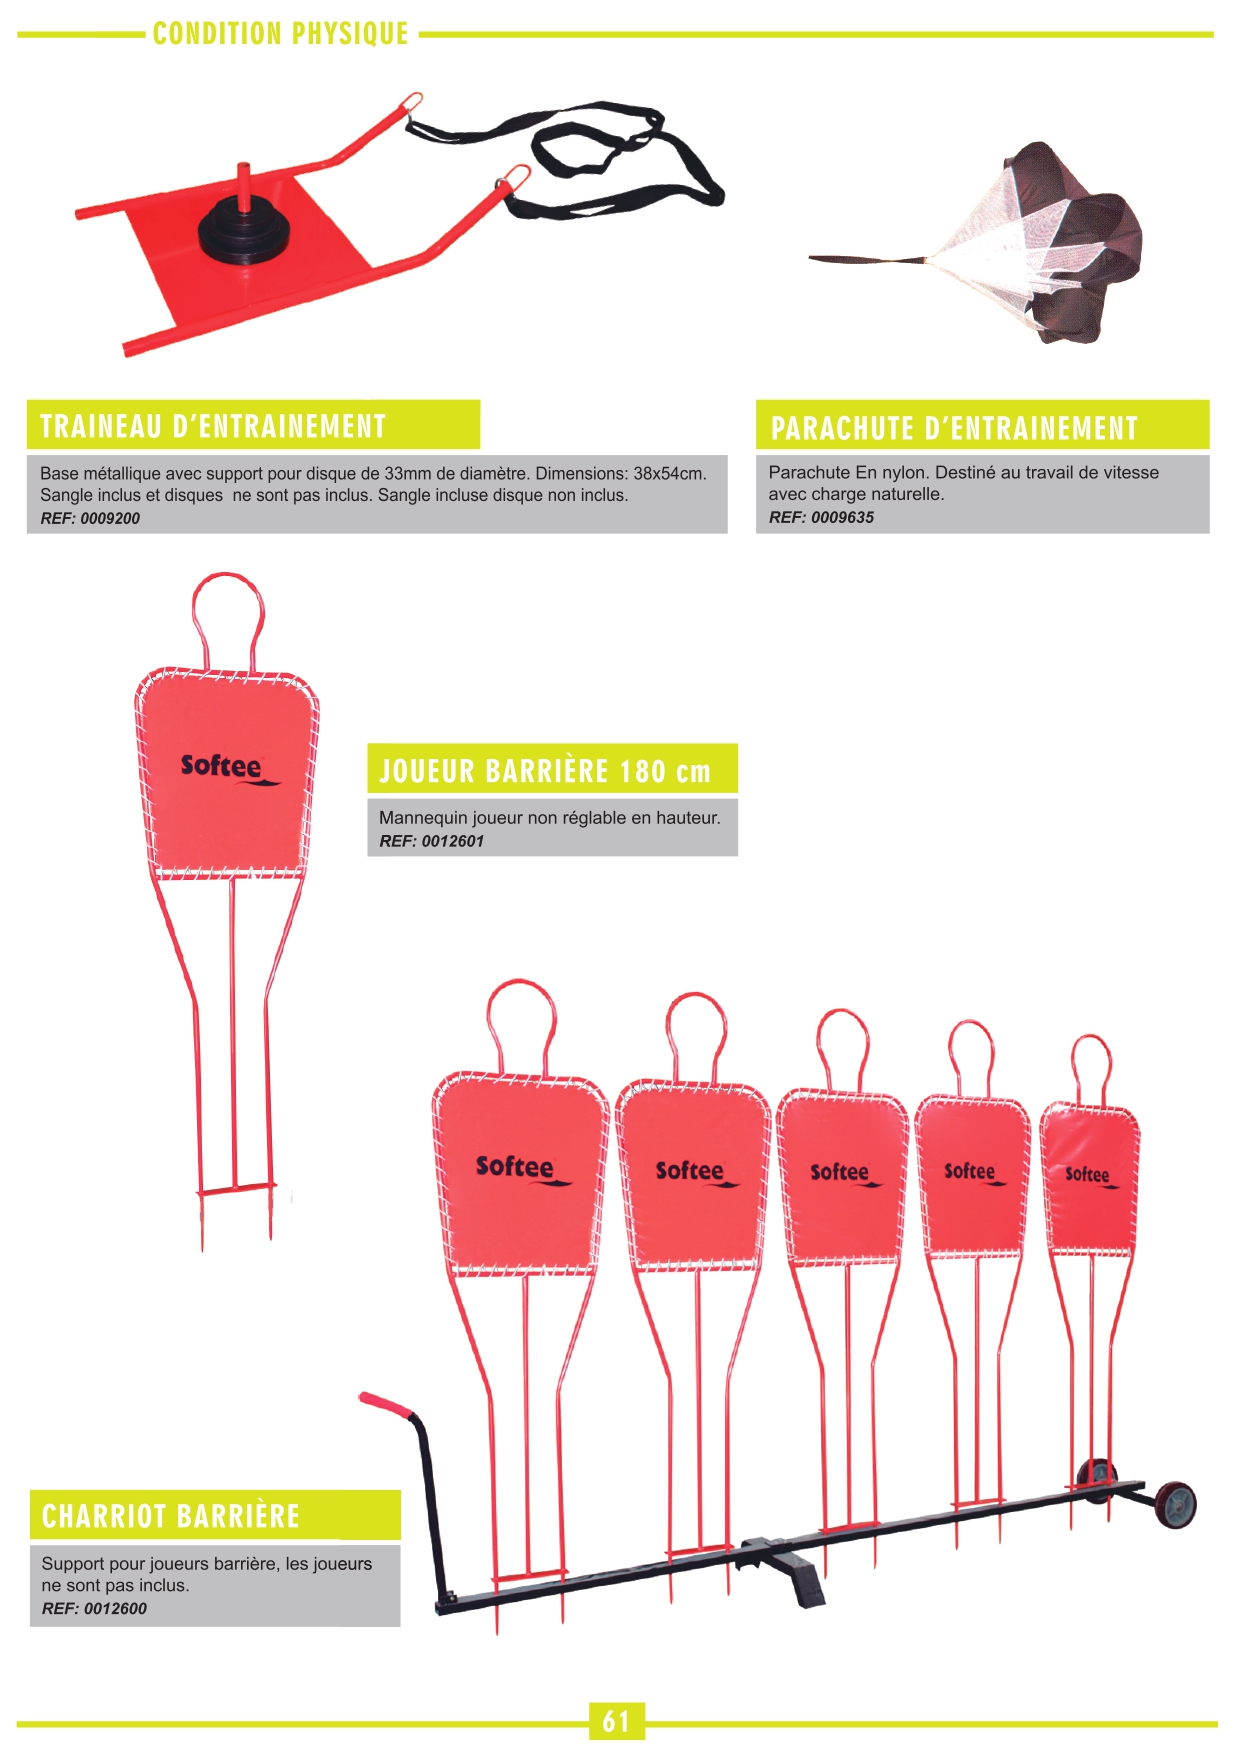 CONDITION PHYSIQUE
TRAINEAU D’ENTRAINEMENT
Base métallique avec support pour disque de 33mm de diamètre. Dimensions: 38x54cm.
Sangle inclus et disques  ne sont pas inclus. Sangle incluse disque non inclus.
REF: 0009200
PARACHUTE D’ENTRAINEMENT
Parachute En nylon. Destiné au travail de vitesse
avec charge naturelle.
REF: 0009635
Softee
JOUEUR BARRIÈRE 180 cm
Mannequin joueur non réglable en hauteur.
REF: 0012601
Softee
Softee
Softee
Softee
Softee
CHARRIOT BARRIÈRE
Support pour joueurs barrière, les joueurs
ne sont pas inclus.
REF: 0012600
61